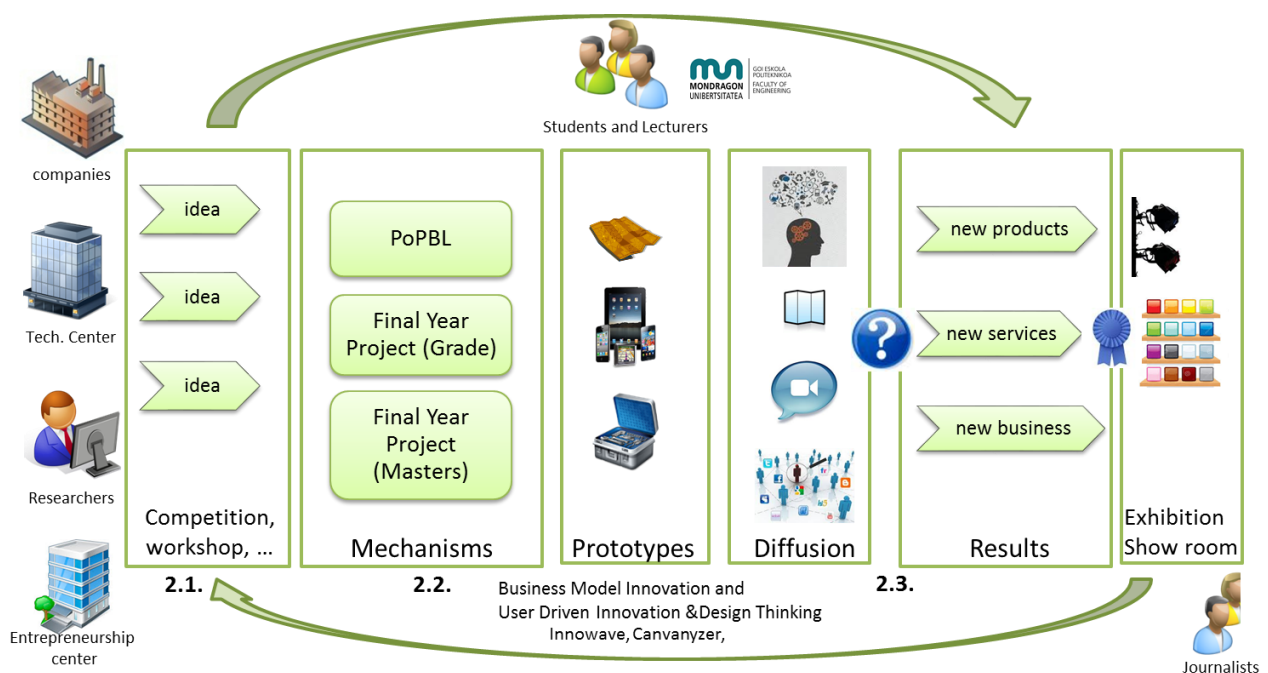 MONDRAGON
UNIBERTSITATEA
GOI ESKOLA
POLITEKNIKOA
FACULTY OF
ENGINEERING
Students and Lecturers
companies
Tech. Center
Researchers
Entrepreneurship
center
idea
idea
idea
Competition,
workshop, ...
PoPBL
Final Year
Project (Grade)
Final Year
Project
(Masters)
Mechanisms
Prototypes
Diffusion
?
new products
new services
new business
Results
Exhibition
Show room
2.1.
2.2.
Business Model Innovation and
User Driven Innovation &Design Thinking
Innowave, Canvanyzer,
2.3.
Journalists